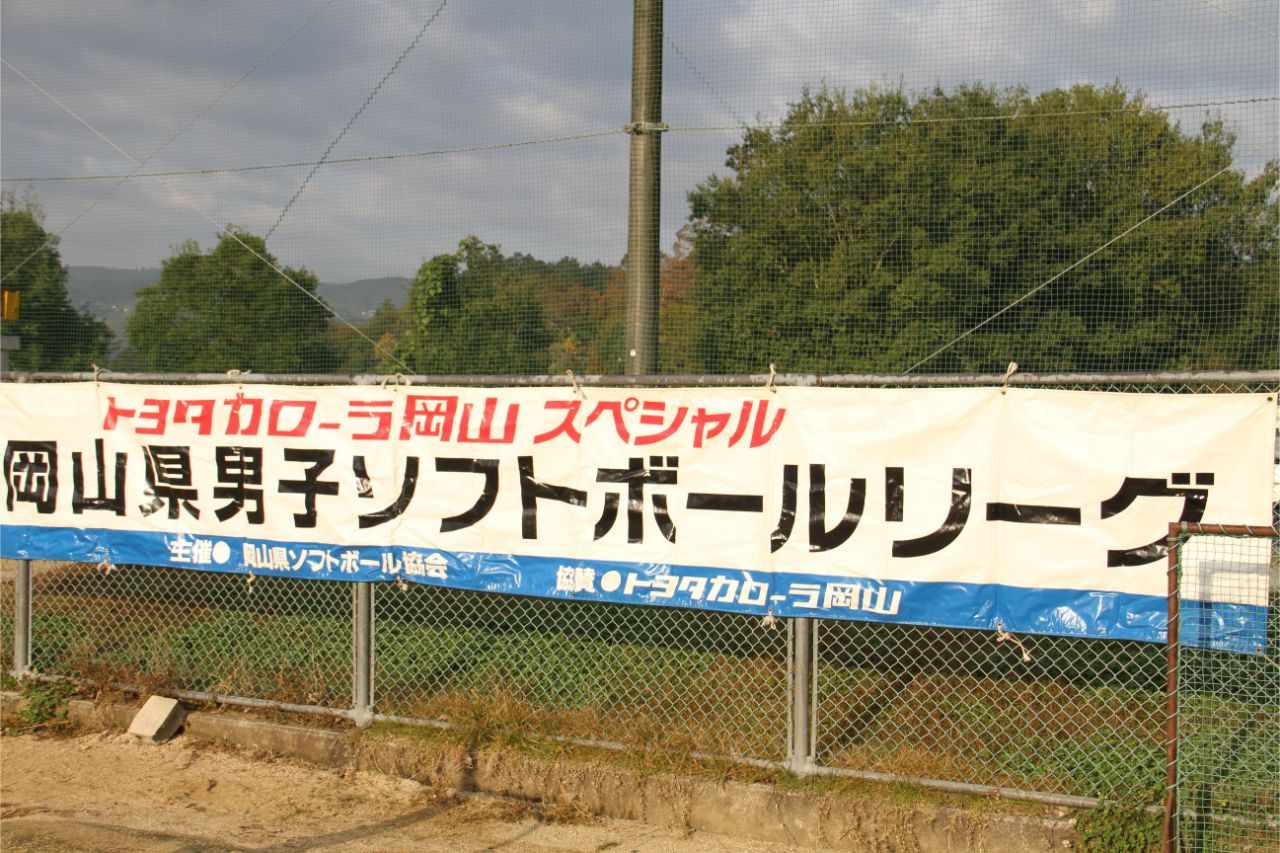 トヨタカローラ岡山 スペシャル
岡山県男子ソフトボールリーグ
主催●岡山県ソフトボール協会 協賛●トヨタカローラ岡山